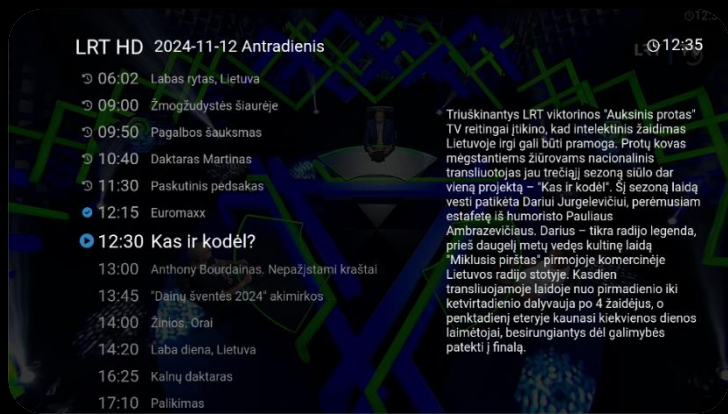 LRT HD 2024-11-12 Antradienis
12:35
06:02 Labas rytas, Lietuva
09:00 Žmogžudystės šiaurėje
09:50 Pagalbos šauksmas
10:40 Daktaras Martinas
11:30 Paskutinis pėdsakas
12:15 Euromaxx
12:30 Kas ir kodėl?
13:00 Anthony Bourdainas. Nepažįstami kraštai
13:45 "Dainų šventės 2024" akimirkos
14:00 Žinios. Orai
14:20 Laba diena, Lietuva
16:25 Kalnų daktaras
17:10 Palikimas
Triuškinantys LRT viktorinos "Auksinis protas"
TV reitingai įtikino, kad intelektinis žaidimas
Lietuvoje irgi gali būti pramoga. Protų kovas
mėgstantiems žiūrovams nacionalinis
transliuotojas jau trečiąjį sezoną siūlo dar
vieną projektą – "Kas ir kodėl". Šį sezoną laidą
vesti patikėta Dariui Jurgelevičiui, perėmusiam
estafetę iš humoristo Pauliaus
Ambrazevičiaus. Darius – tikra radijo legenda,
prieš daugelį metų vedęs kultinę laidą
"Miklusis pirštas" pirmojoje komercinėje
Lietuvos radijo stotyje. Kasdien
transliuojamoje laidoje nuo pirmadienio iki
ketvirtadienio dalyvauja po 4 žaidėjus, o
penktadienį eteryje kaunasi kiekvienos dienos
laimėtojai, besirungiantys dėl galimybės
patekti į finalą.